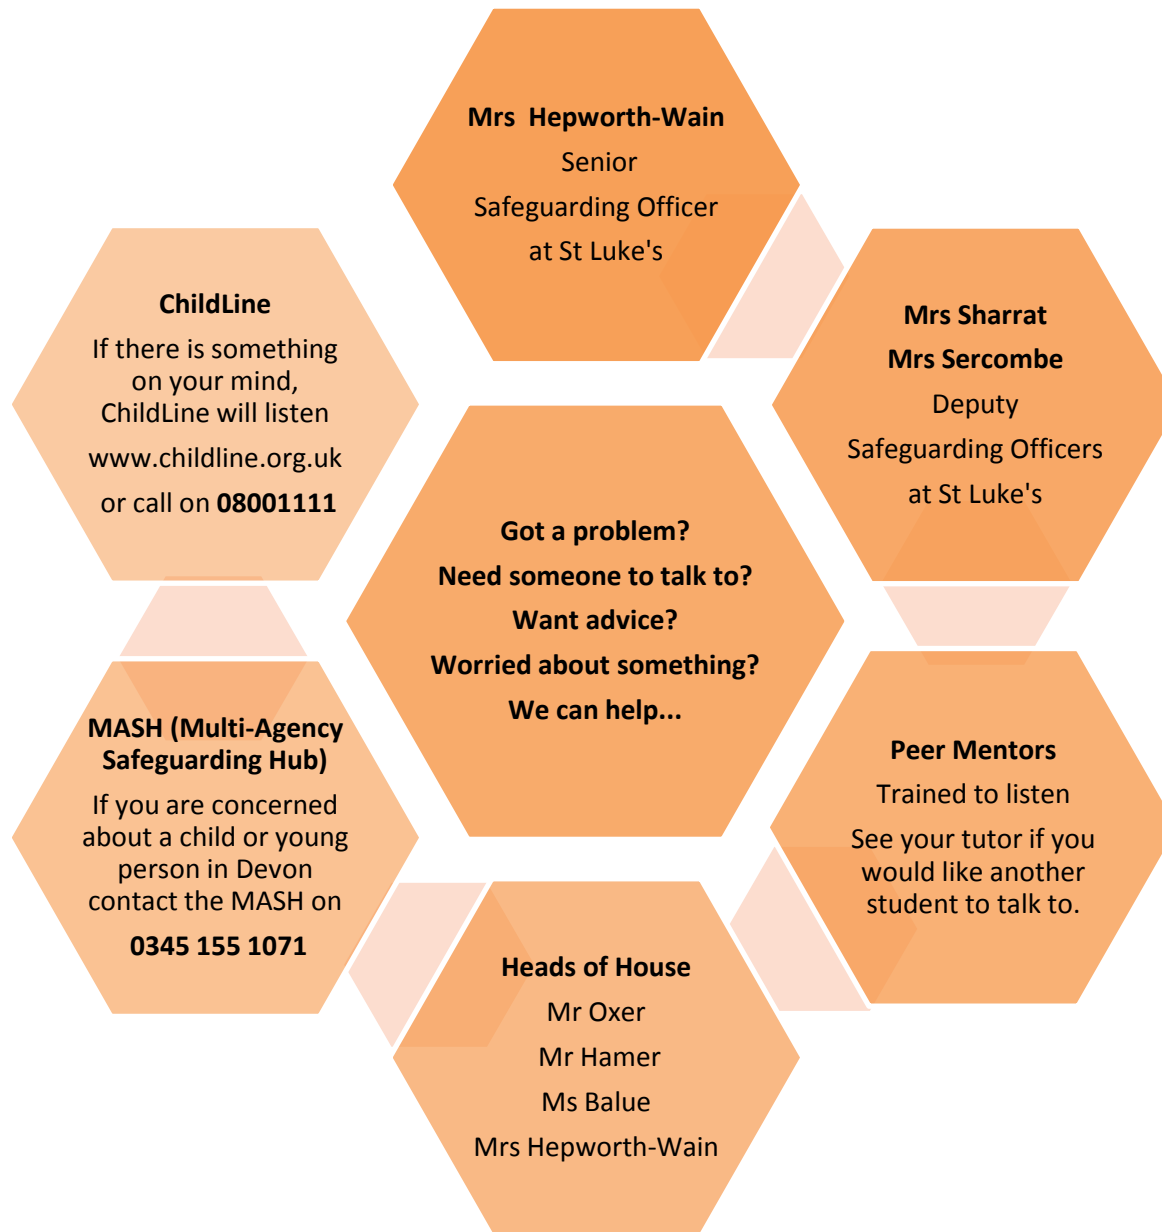 Mrs Hepworth-Wain
Senior
Safeguarding Officer
at St Luke's
Mrs Sharrat
Mrs Sercombe
Deputy
Safeguarding Officers
at St Luke's
Peer Mentors
Trained to listen
See your tutor if you
would like another
student to talk to.
Heads of House
Mr Oxer
Mr Hamer
Ms Balue
Mrs Hepworth-Wain
MASH (Multi-Agency
Safeguarding Hub)
If you are concerned
about a child or young
person in Devon
contact the MASH on
0345 155 1071
ChildLine
If there is something
on your mind,
ChildLine will listen
www.childline.org.uk
or call on 08001111
Got a problem?
Need someone to talk to?
Want advice?
Worried about something?
We can help...